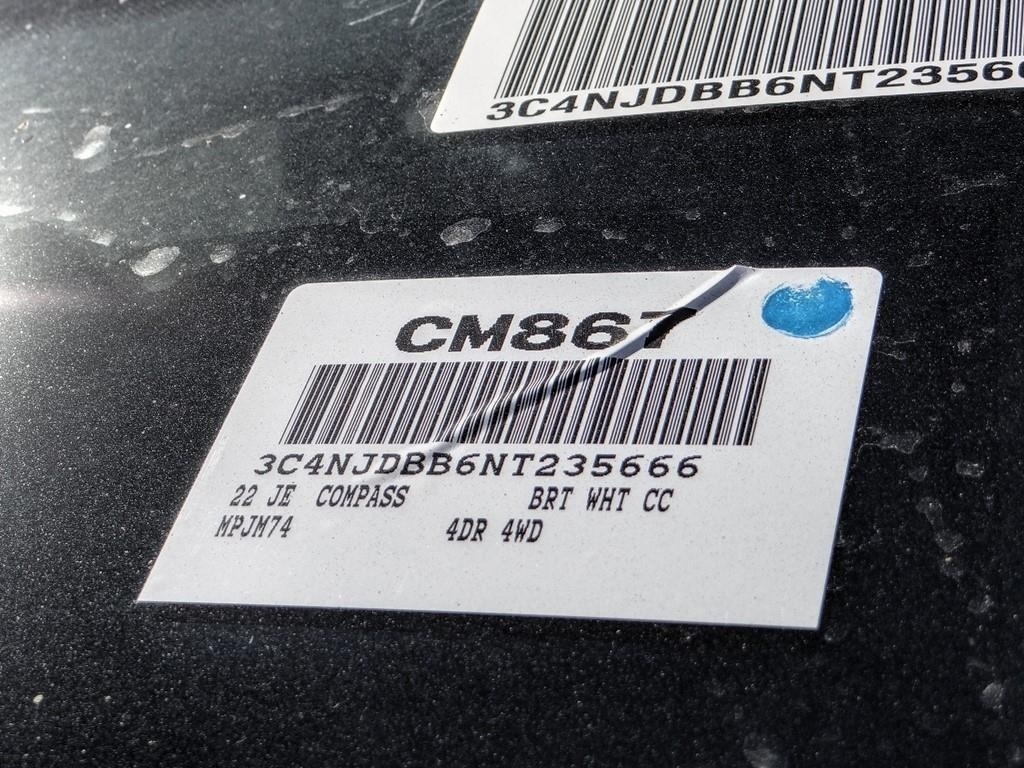 3C4NJDBB6NT2356
CM867
3C4NJDBB6NT235666
22 JE COMPASS BRT WHT CC
MPJM74 4DR 4WD